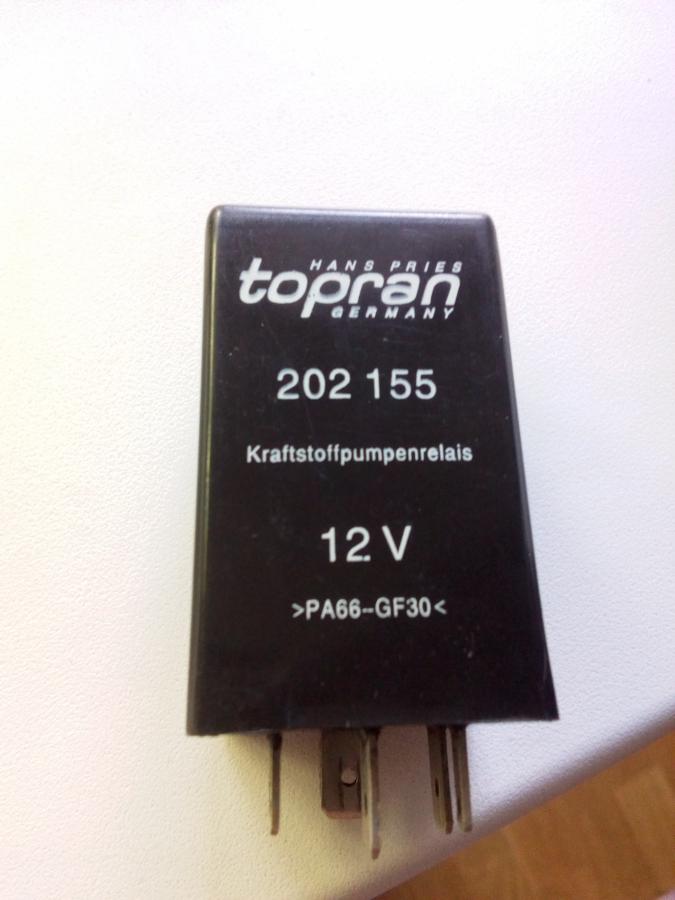 HANS PRIES
topran
GERMANY
202 155
Kraftstoffpumpenrelais
12 V
>PA66-GF30<